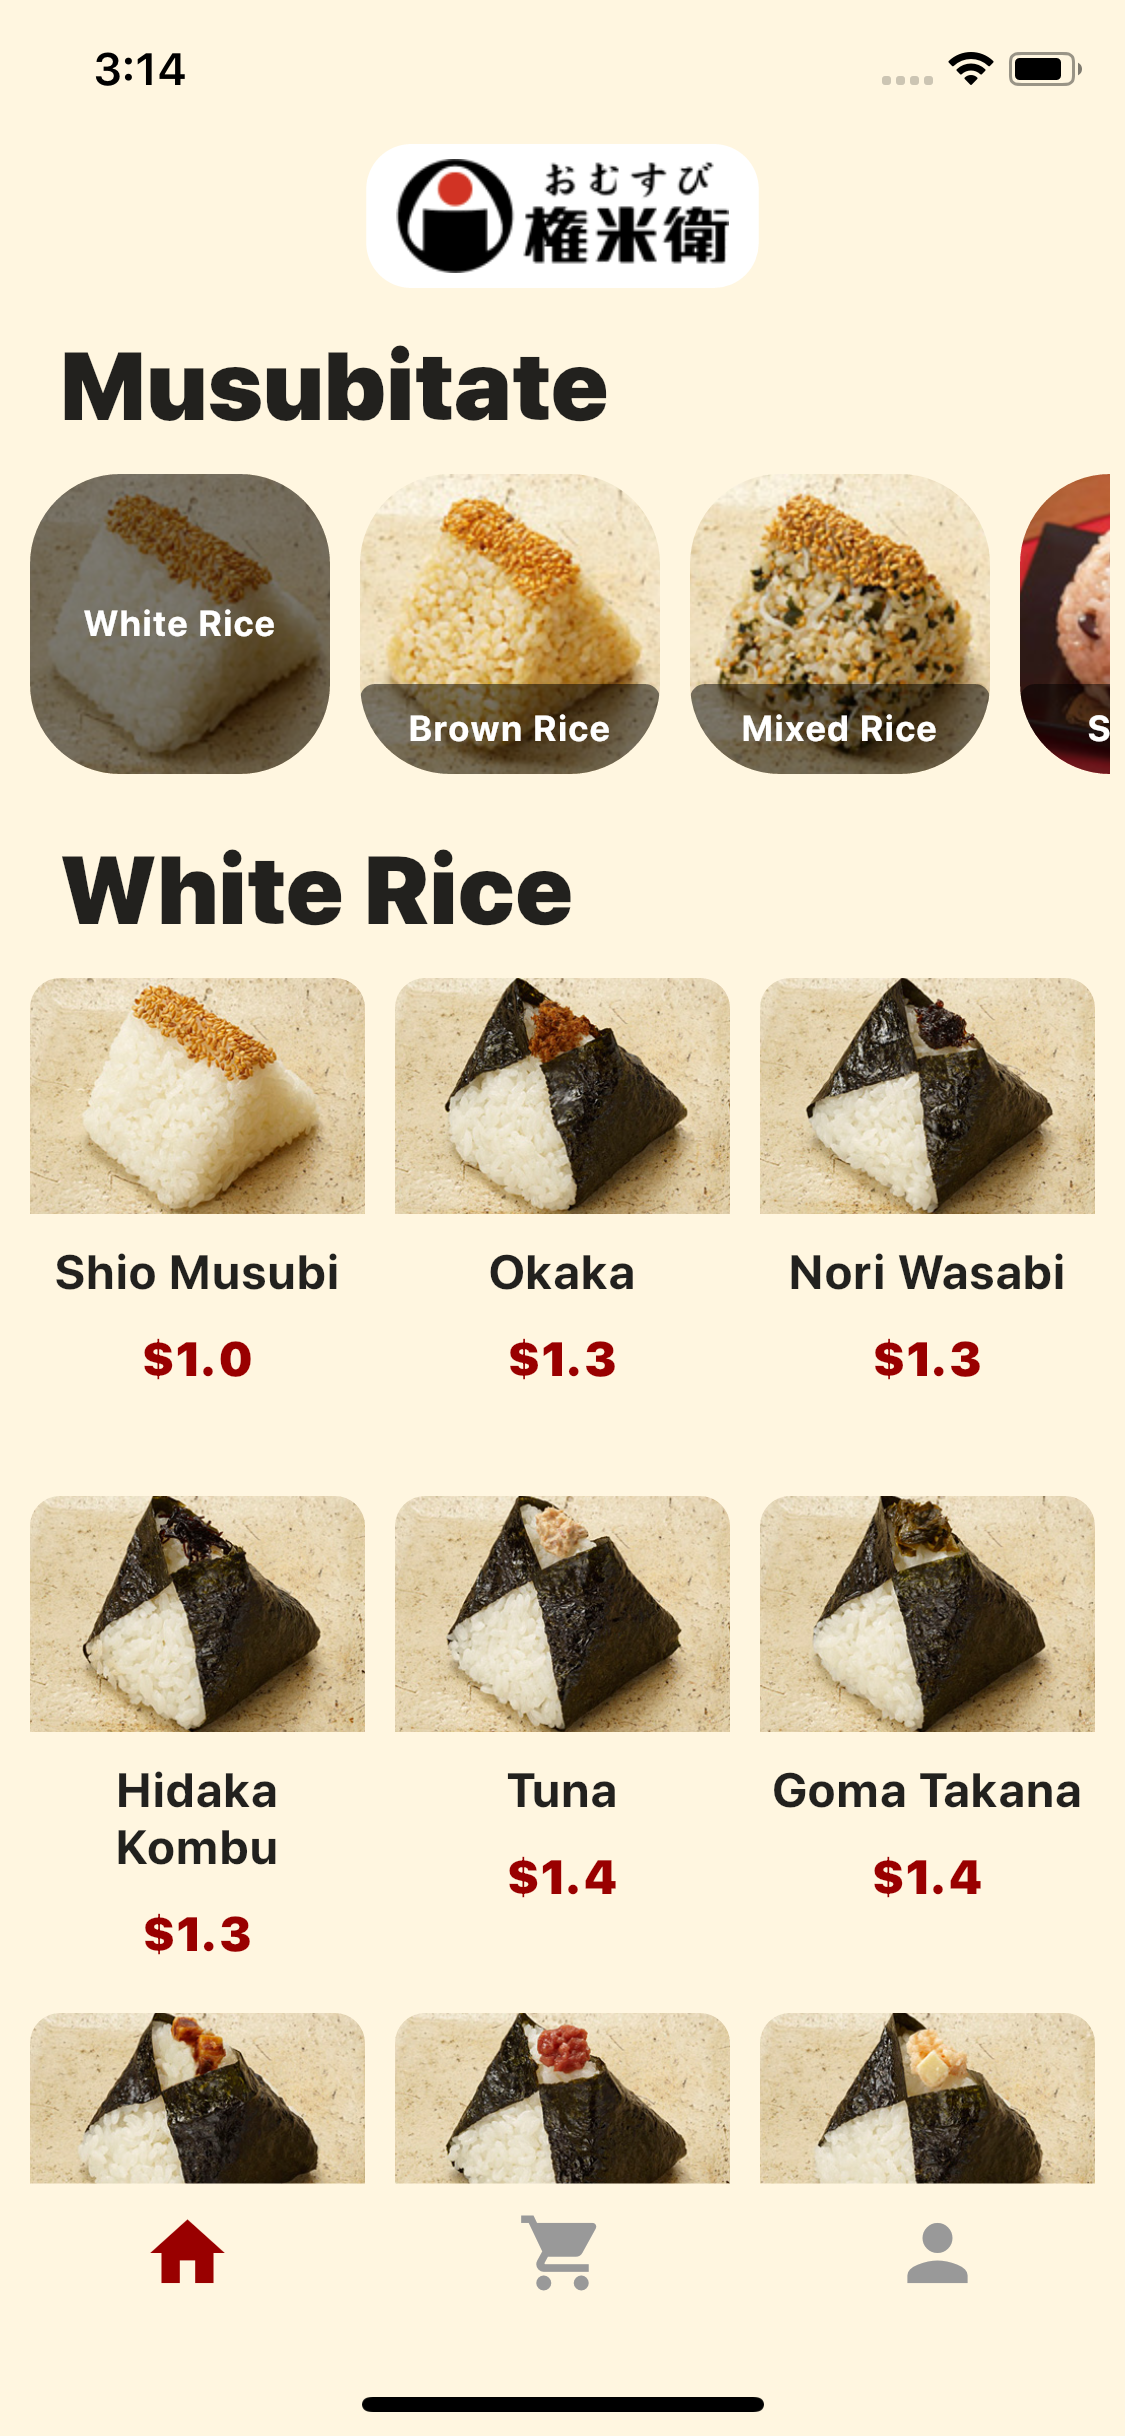 3:14
おむすび
権米衛
Musubitate
White Rice
Brown Rice
Mixed Rice
S
White Rice
Shio Musubi
Okaka
Nori Wasabi
$1.0
$1.3
$1.3
Hidaka
Kombu
Tuna
Goma Takana
$1.3
$1.4
$1.4